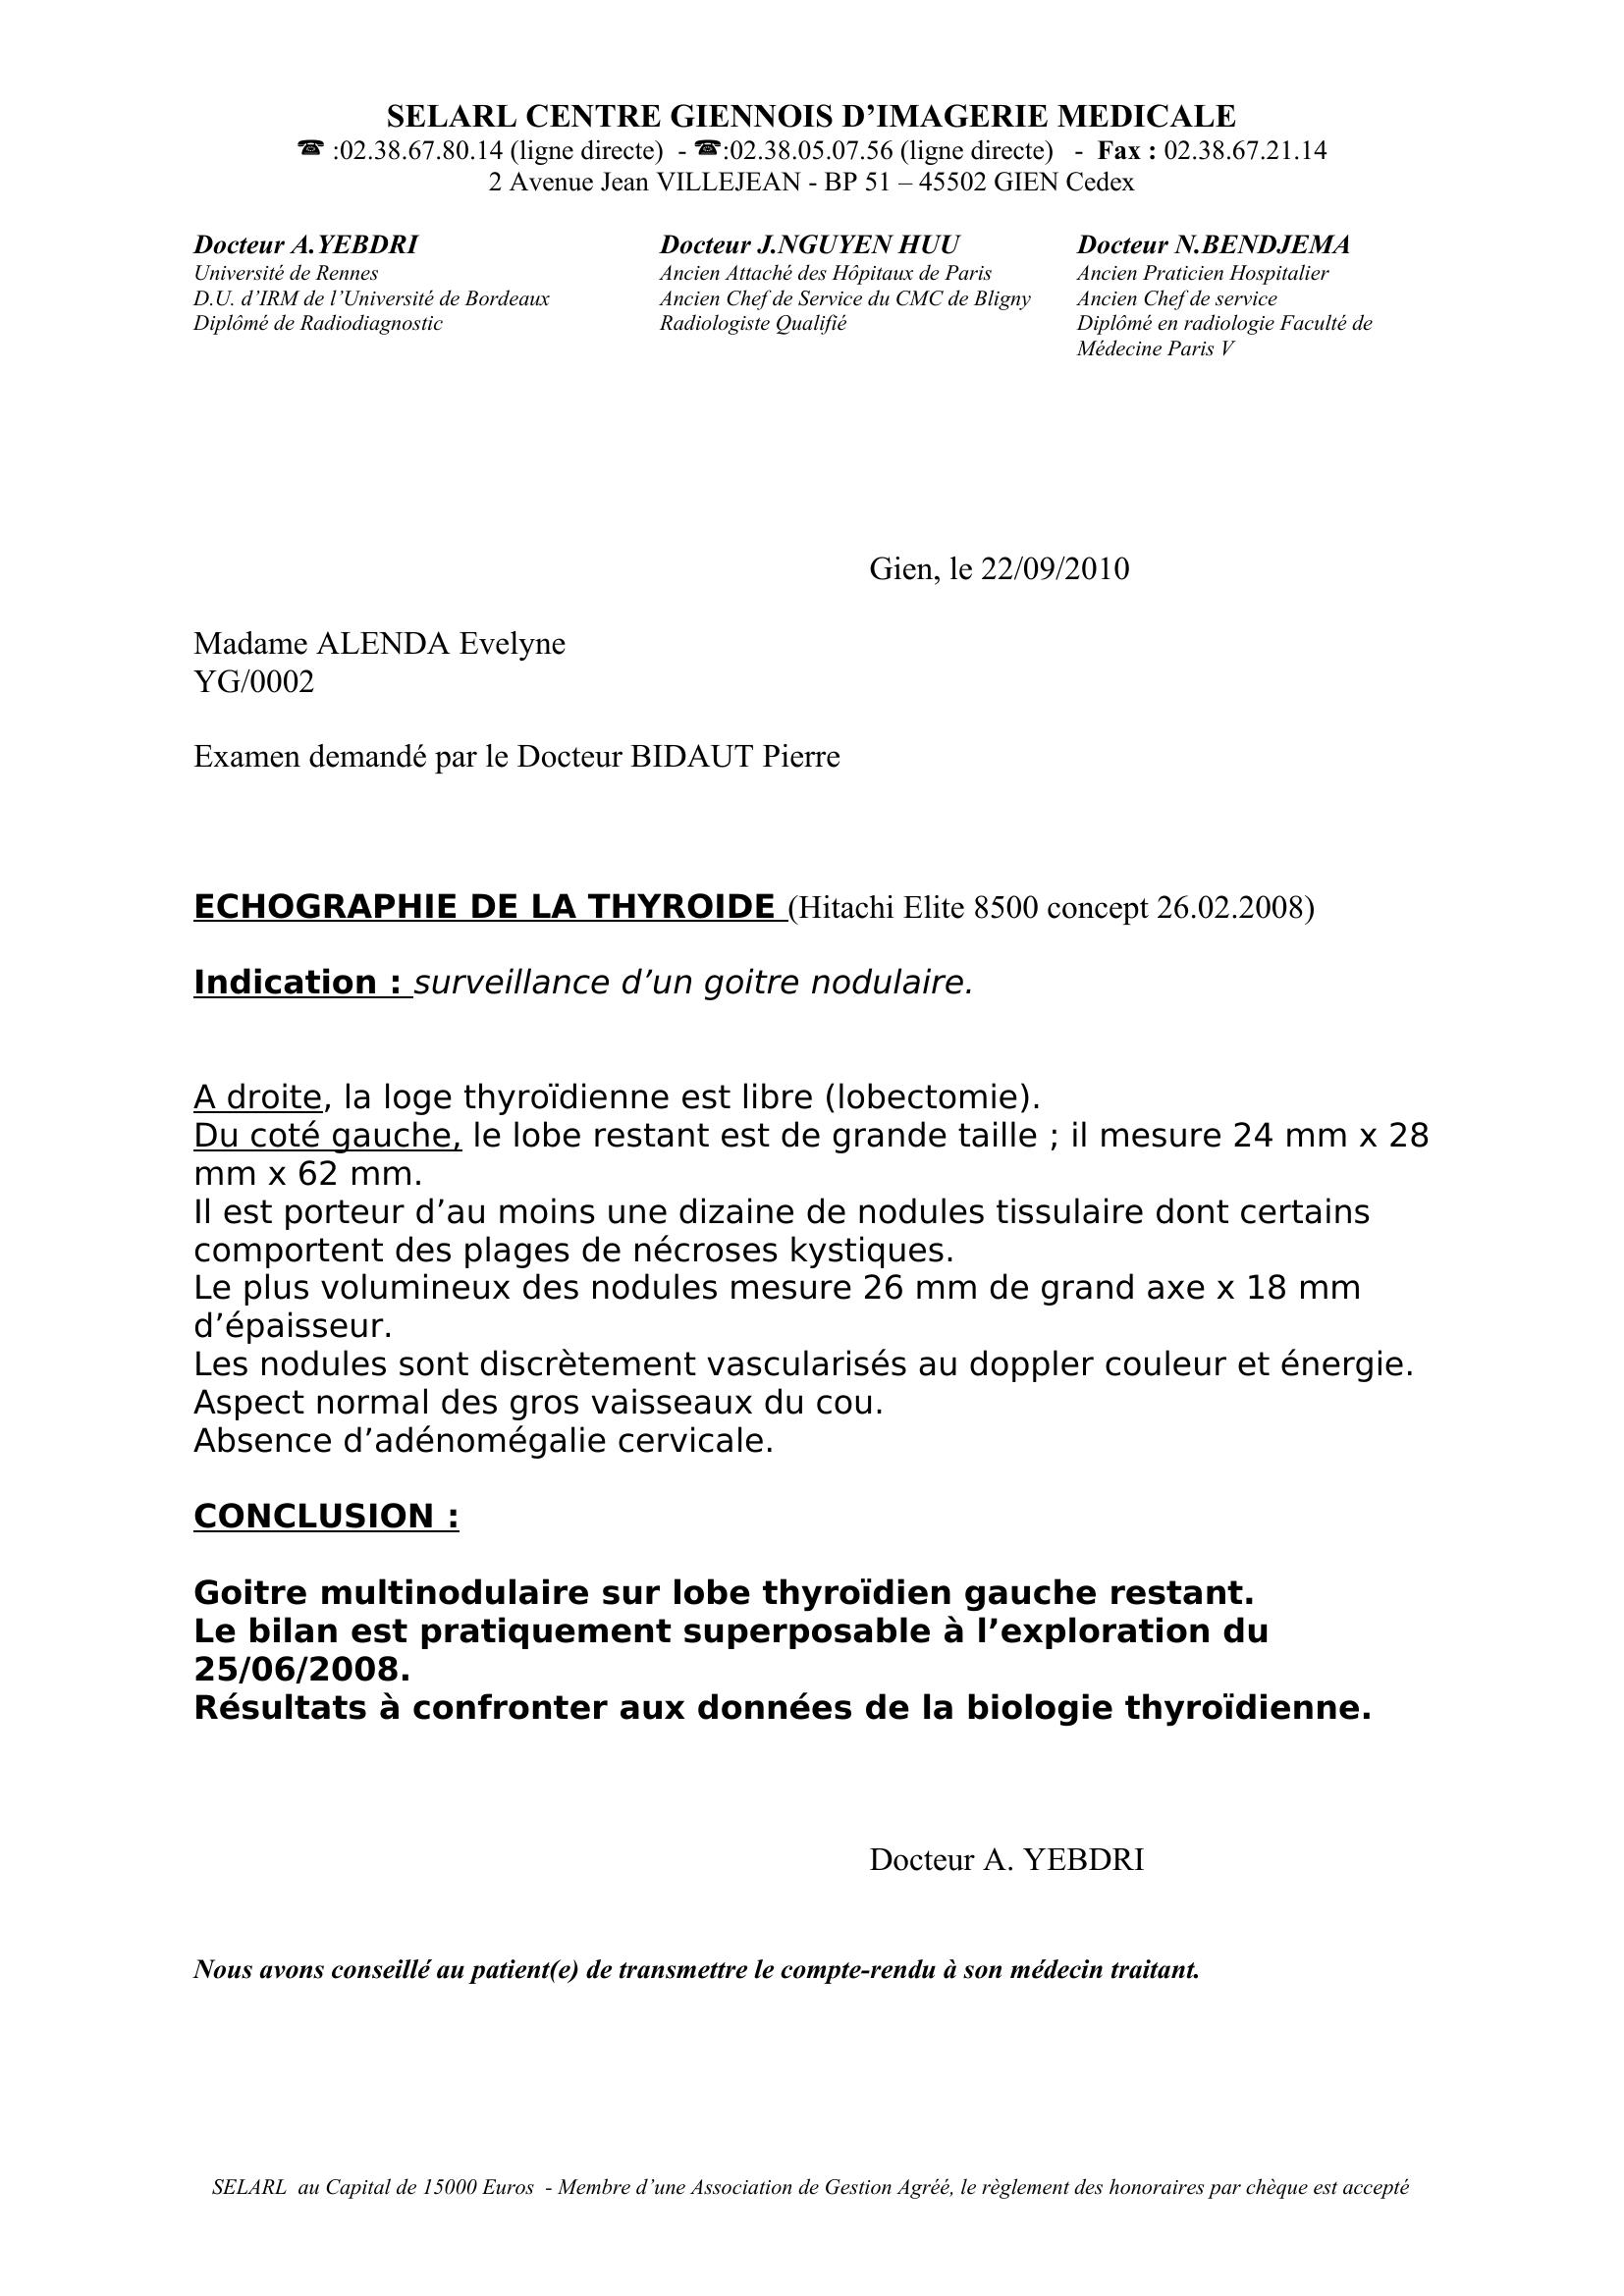 SELARL CENTRE GIENNOIS D’IMAGERIE MEDICALE
☎ :02.38.67.80.14 (ligne directe) - ☎:02.38.05.07.56 (ligne directe) - Fax : 02.38.67.21.14
2 Avenue Jean VILLEJEAN - BP 51 – 45502 GIEN Cedex
Docteur A.YEBDRI
Université de Rennes
D.U. d’IRM de l’Université de Bordeaux
Diplômé de Radiodiagnostic
Docteur J.NGUYEN HUU
Ancien Attaché des Hôpitaux de Paris
Ancien Chef de Service du CMC de Bligny
Radiologiste Qualifié
Docteur N.BENDJEMA
Ancien Praticien Hospitalier
Ancien Chef de service
Diplômé en radiologie Faculté de
Médecine Paris V
Gien, le 22/09/2010
Madame ALENDA Evelyne
YG/0002
Examen demandé par le Docteur BIDAUT Pierre
ECHOGRAPHIE DE LA THYROIDE (Hitachi Elite 8500 concept 26.02.2008)
Indication : surveillance d’un goitre nodulaire.
A droite, la loge thyroïdienne est libre (lobectomie).
Du coté gauche, le lobe restant est de grande taille ; il mesure 24 mm x 28
mm x 62 mm.
Il est porteur d’au moins une dizaine de nodules tissulaire dont certains
comportent des plages de nécroses kystiques.
Le plus volumineux des nodules mesure 26 mm de grand axe x 18 mm
d’épaisseur.
Les nodules sont discrètement vascularisés au doppler couleur et énergie.
Aspect normal des gros vaisseaux du cou.
Absence d’adénomégalie cervicale.
CONCLUSION :
Goitre multinodulaire sur lobe thyroïdien gauche restant.
Le bilan est pratiquement superposable à l’exploration du
25/06/2008.
Résultats à confronter aux données de la biologie thyroïdienne.
Docteur A. YEBDRI
Nous avons conseillé au patient(e) de transmettre le compte-rendu à son médecin traitant.
SELARL au Capital de 15000 Euros - Membre d’une Association de Gestion Agréé, le règlement des honoraires par chèque est accepté